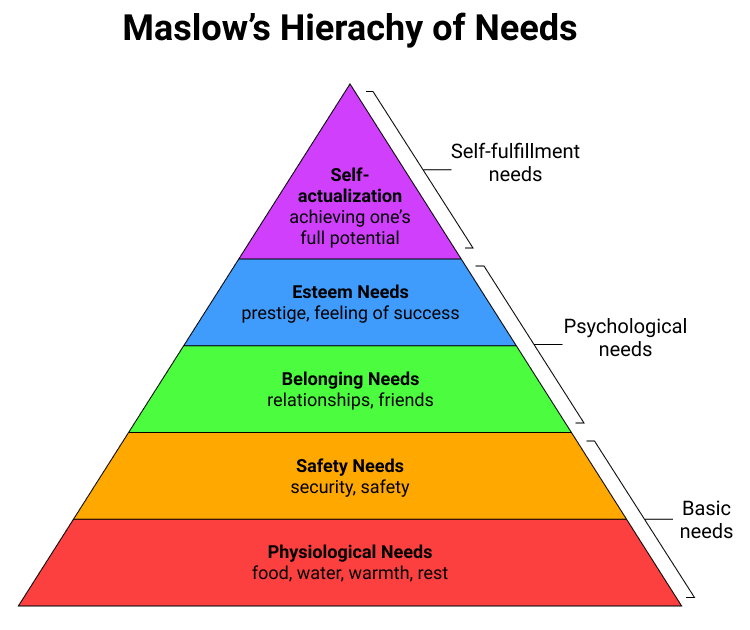 Maslow's Hierachy of Needs
Self-
actualization
achieving one's
full potential
Self-fulfillment
needs
Esteem Needs
prestige, feeling of success
Psychological
needs
Belonging Needs
relationships, friends
Safety Needs
security, safety
Basic
needs
Physiological Needs
food, water, warmth, rest